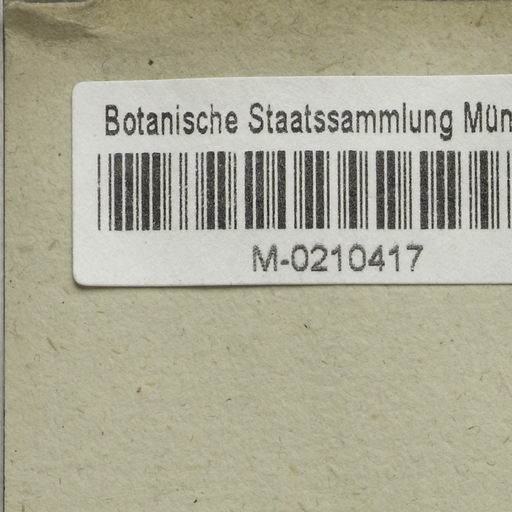 Botanische Staatssammlung Mün
M-0210417